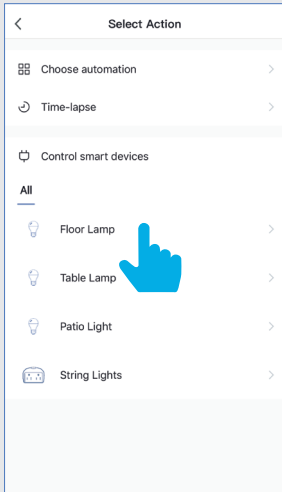 Select Action
Choose automation
Time-lapse
Control smart devices
All
Floor Lamp
Table Lamp
Patio Light
String Lights